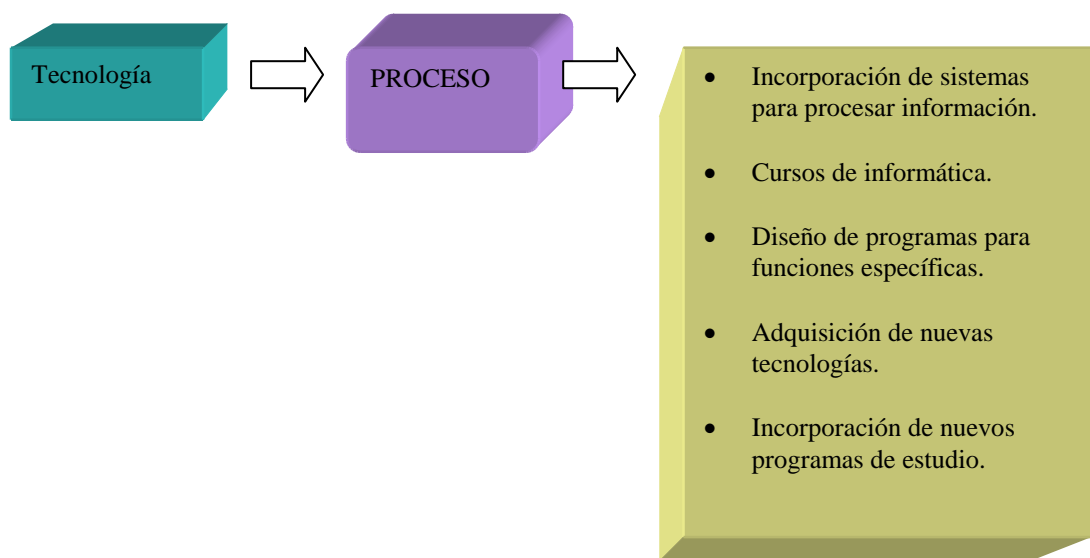 Tecnología
PROCESO
• Incorporación de sistemas
para procesar información.
• Cursos de informática.
• Diseño de programas para
funciones específicas.
• Adquisición de nuevas
tecnologías.
• Incorporación de nuevos
programas de estudio.